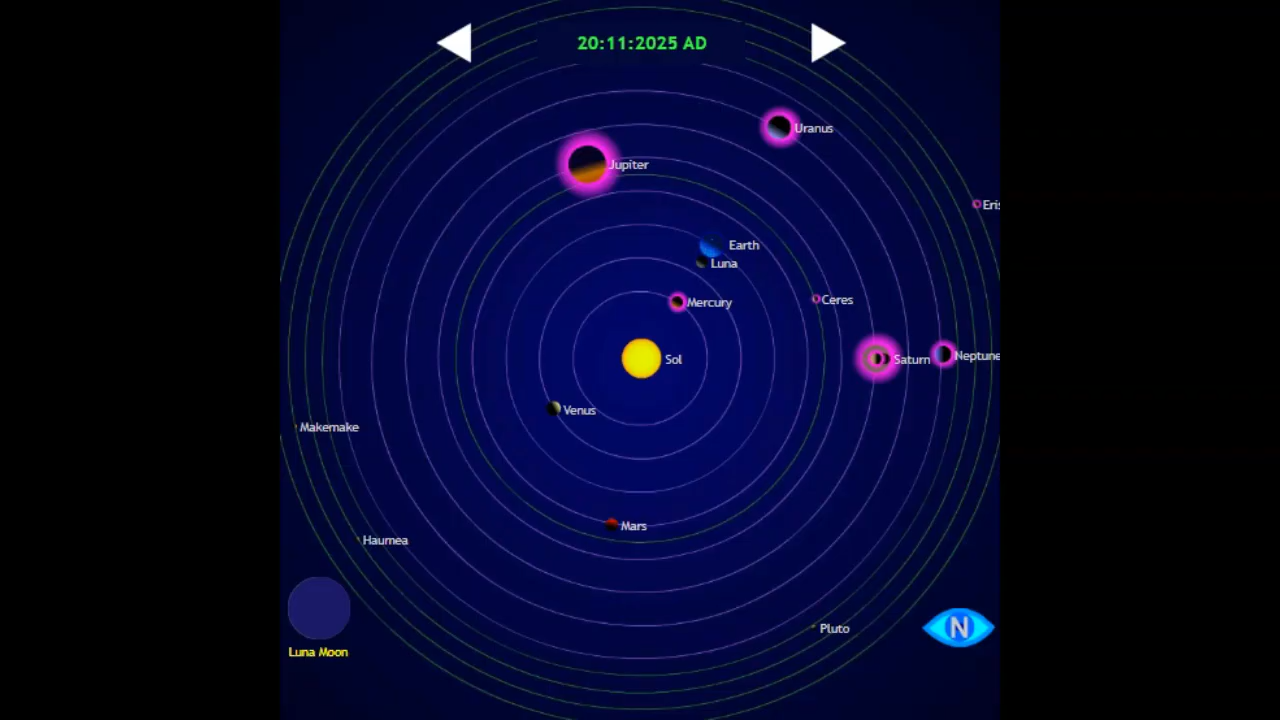 20:11:2025 AD
Uranus
Jupiter
Eris
Earth
Luna
Ceres
Mercury
Sol
Saturn
Neptune
Venus
Makemake
Mars
Haumea
Pluto
N
Luna Moon